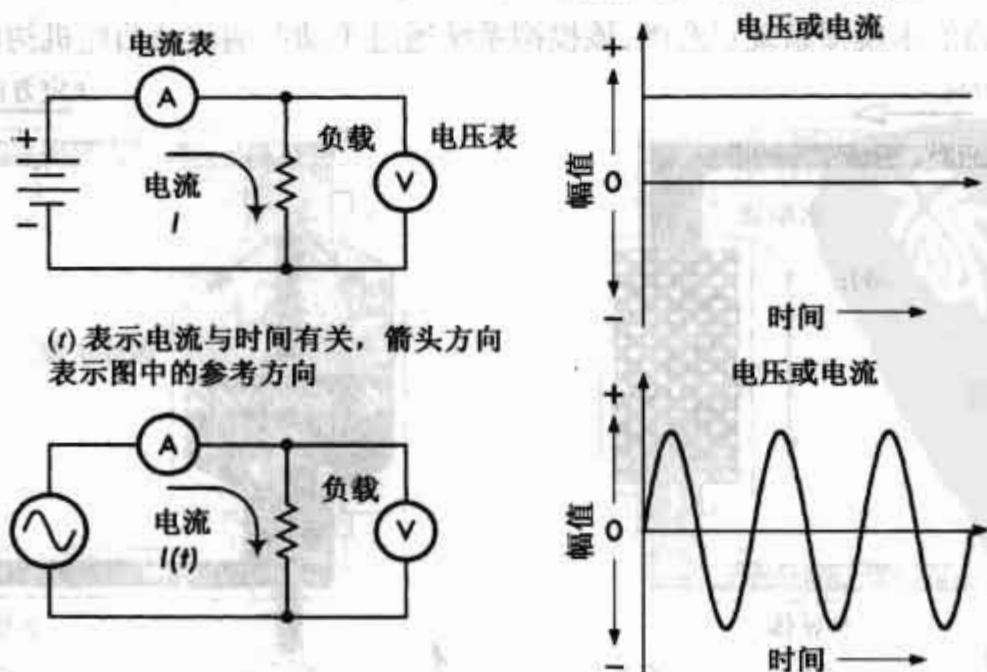 电流表
A
+
负载
电压表
电流
I
V
−
电压或电流
+
幅值
0
−
时间
(t) 表示电流与时间有关，箭头方向
表示图中的参考方向
A
负载
电流
I(t)
V
电压或电流
+
幅值
0
−
时间